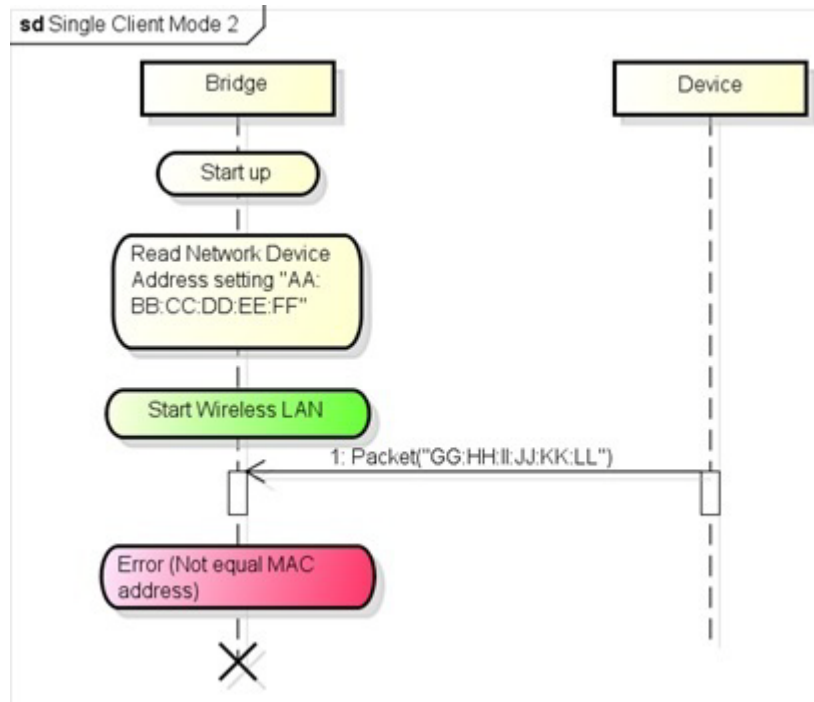 sd Single Client Mode 2
Bridge
Device
Start up
Read Network Device
Address setting "AA:
BB:CC:DD:EE:FF"
Start Wireless LAN
1: Packet("GG:HH:II:JJ:KK:LL")
Error (Not equal MAC
address)